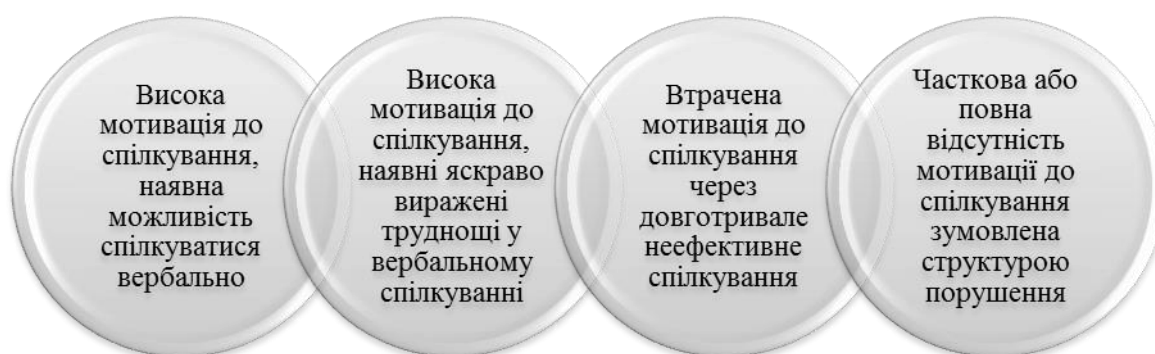 Висока
мотивація до
спілкування,
наявна
можливість
спілкуватися
вербально
Висока
мотивація до
спілкування,
наявні яскраво
виражені
труднощі у
вербальному
спілкуванні
Втрачена
мотивація до
спілкування
через
довготривале
неефективне
спілкування
Часткова або
повна
відсутність
мотивації до
спілкування
зумовлена
структурою
порушення